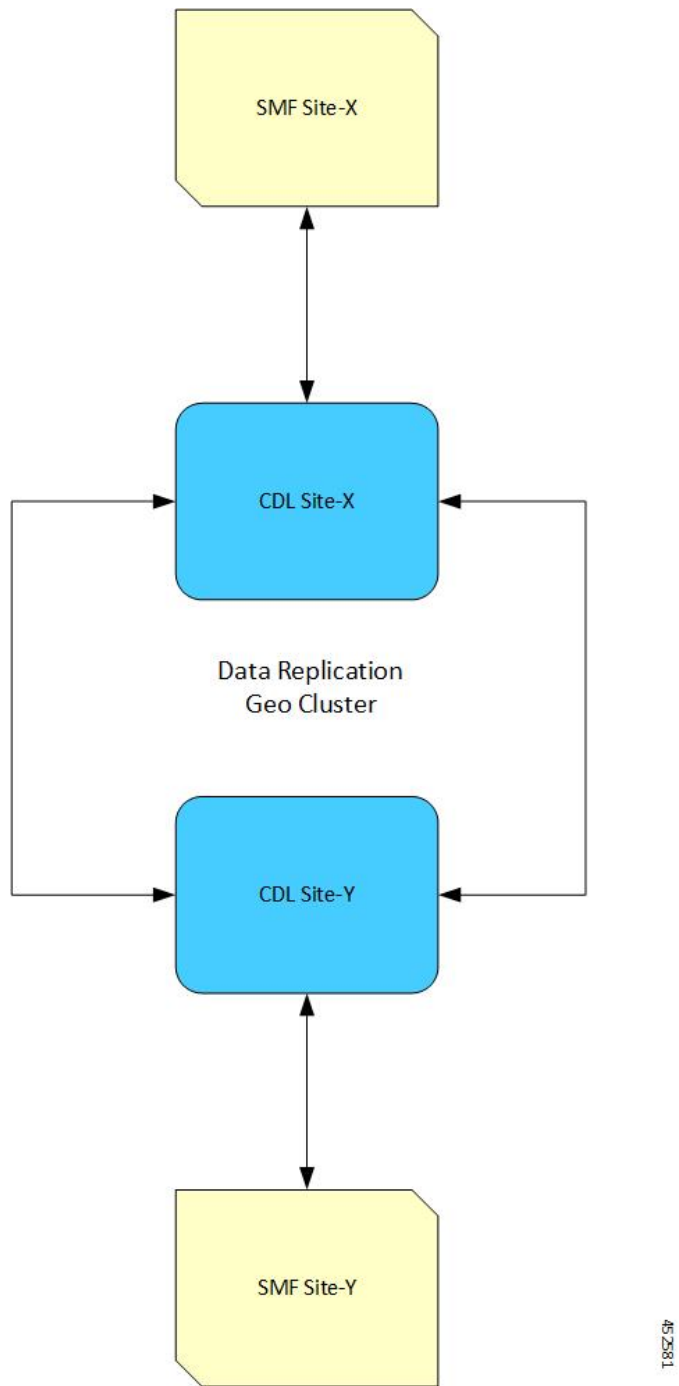 SMF Site-X
CDL Site-X
Data Replication
Geo Cluster
CDL Site-Y
SMF Site-Y
452581